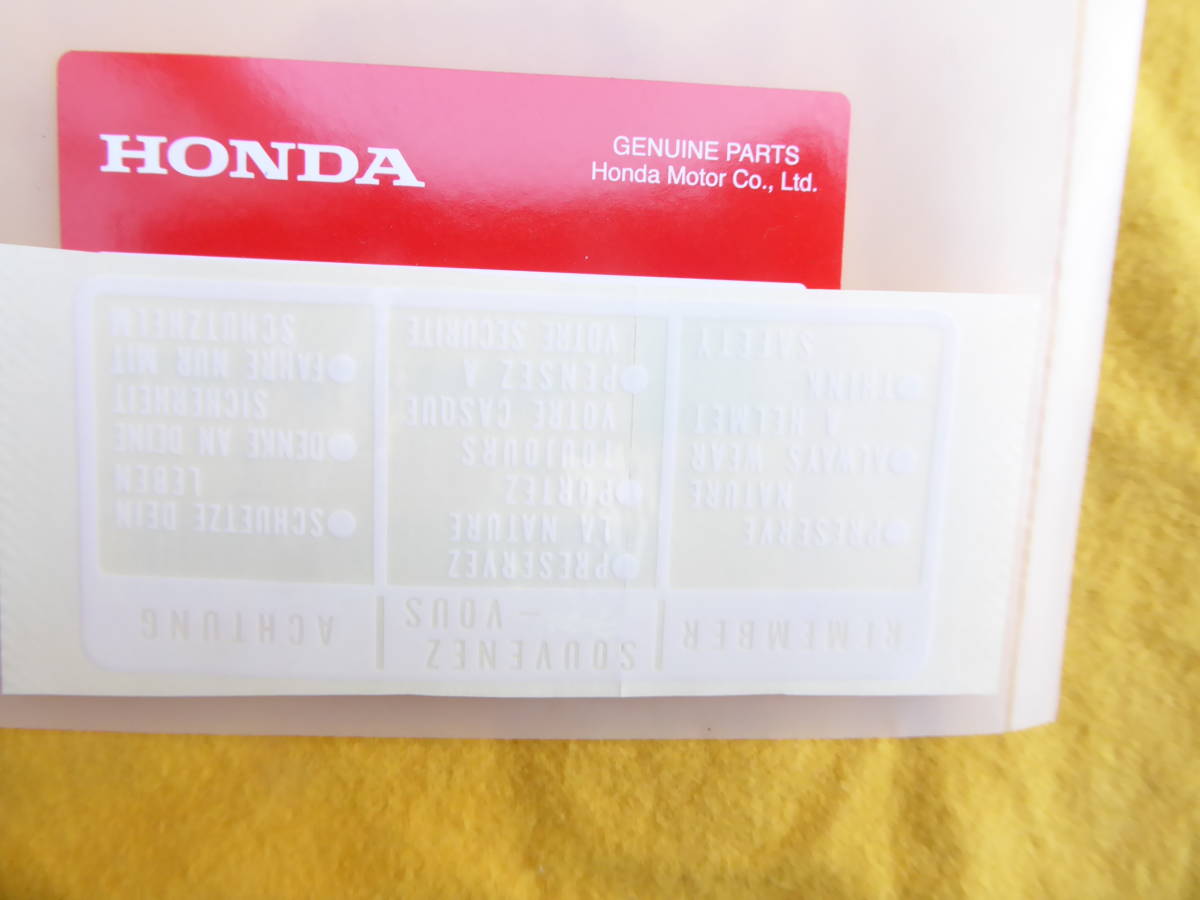 HONDA
GENUINE PARTS
Honda Motor Co., Ltd.
REMEMBER
● PRESERVE
NATURE
● ALWAYS WEAR
A HELMET
● THINK
SAFETY
SOUVENEZ
– VOUS
● PRESERVEZ
LA NATURE
● PORTEZ
TOUJOURS
VOTRE CASQUE
● PENSEZ A
VOTRE SECURITE
ACHTUNG
● SCHUETZE DEIN
LEBEN
● DENKE AN DEINE
SICHERHEIT
● FAHRE NUR MIT
SCHUTZHELM